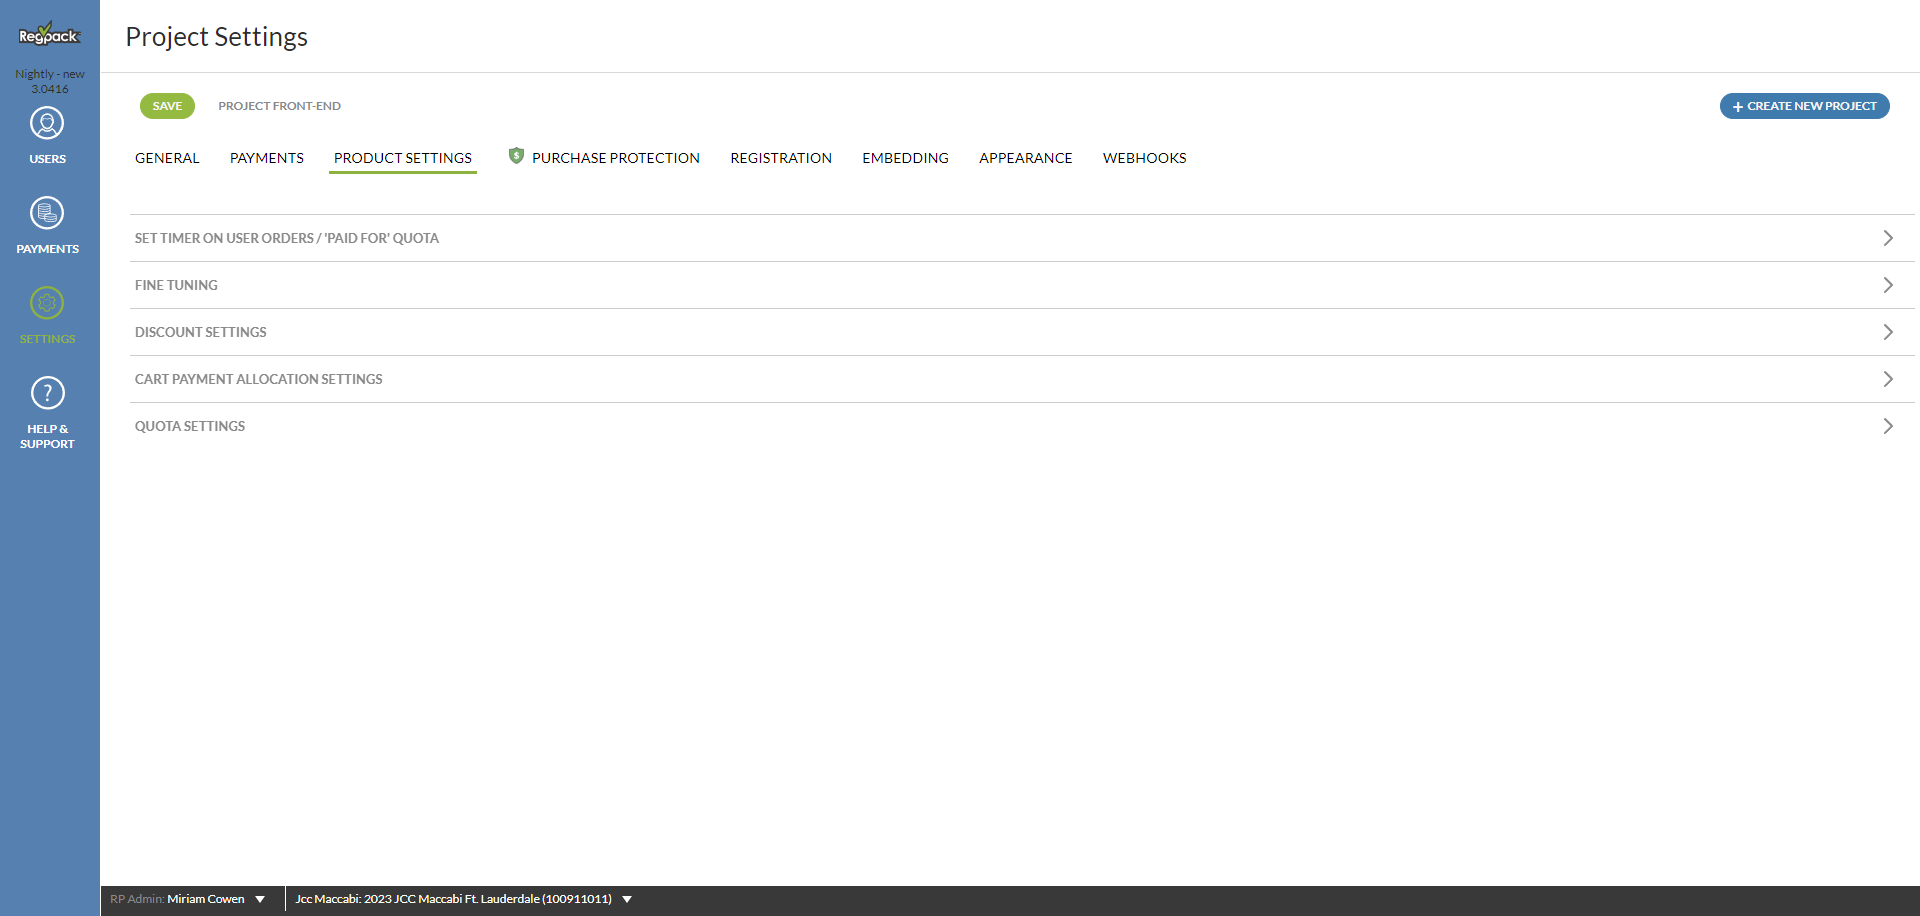 Regpack
Nightly - new
3.0416
USERS
PAYMENTS
SETTINGS
HELP &
SUPPORT
Project Settings
SAVE
PROJECT FRONT-END
+ CREATE NEW PROJECT
GENERAL
PAYMENTS
PRODUCT SETTINGS
$ PURCHASE PROTECTION
REGISTRATION
EMBEDDING
APPEARANCE
WEBHOOKS
SET TIMER ON USER ORDERS / 'PAID FOR' QUOTA
FINE TUNING
DISCOUNT SETTINGS
CART PAYMENT ALLOCATION SETTINGS
QUOTA SETTINGS
RP Admin: Miriam Cowen
Jcc Maccabi: 2023 JCC Maccabi Ft. Lauderdale (100911011)